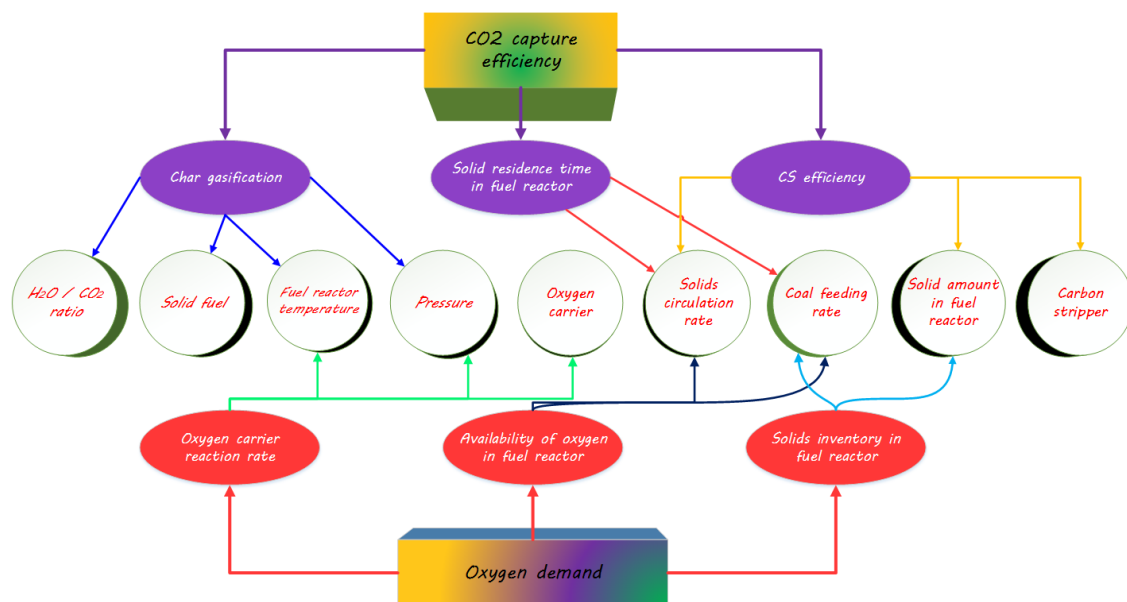 CO2 capture
efficiency
Char gasification
Solid residence time
in fuel reactor
CS efficiency
H2O / CO2
ratio
Solid fuel
Fuel reactor
temperature
Pressure
Oxygen
carrier
Solids
circulation
rate
Coal feeding
rate
Solid amount
in fuel
reactor
Carbon
stripper
Oxygen carrier
reaction rate
Availability of oxygen
in fuel reactor
Solids inventory in
fuel reactor
Oxygen demand